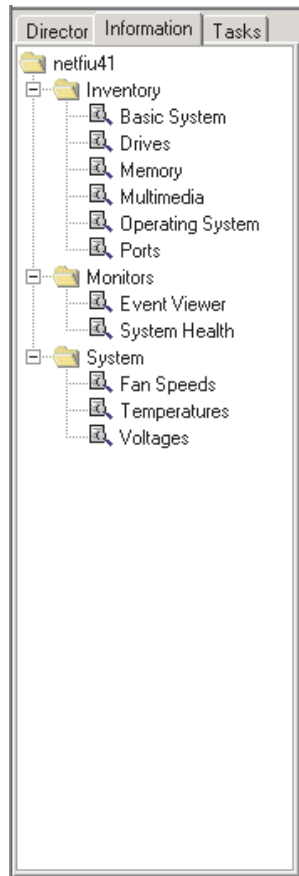 Director Information Tasks
netfiu41
Inventory
Basic System
Drives
Memory
Multimedia
Operating System
Ports
Monitors
Event Viewer
System Health
System
Fan Speeds
Temperatures
Voltages